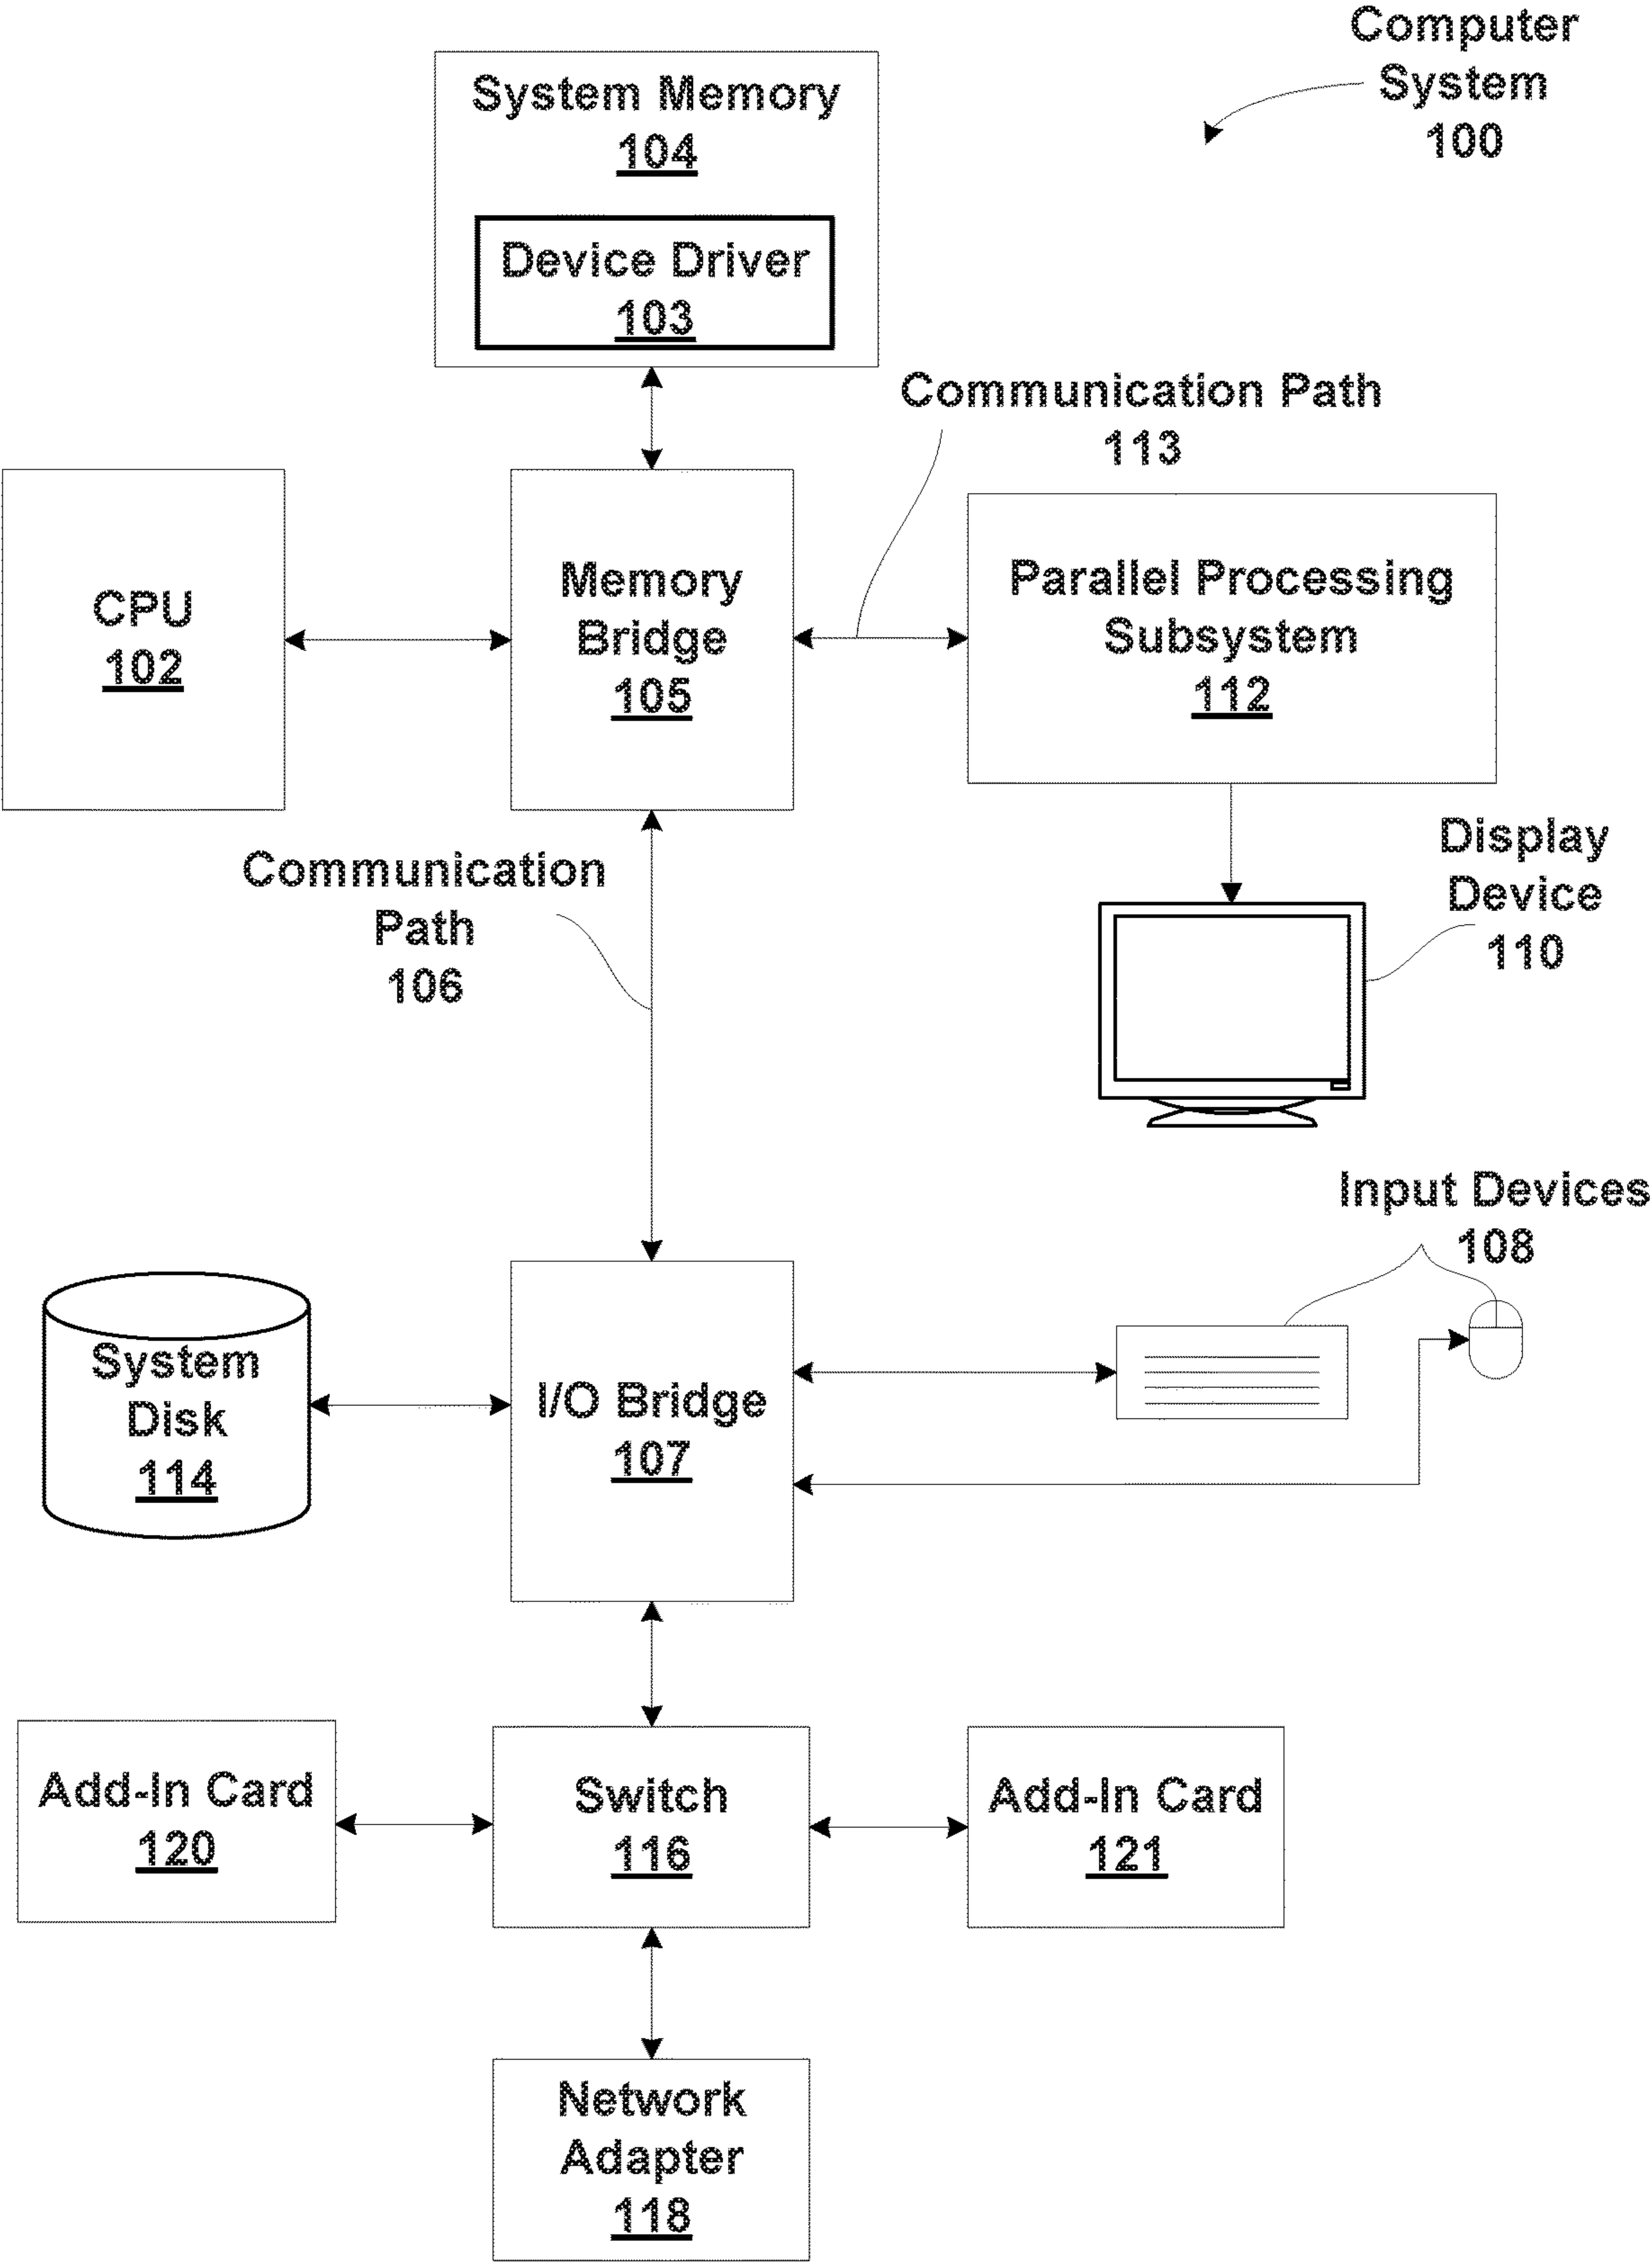 Computer
System
100
System Memory
104
Device Driver
103
Communication Path
113
CPU
102
Memory
Bridge
105
Parallel Processing
Subsystem
112
Communication
Path
106
Display
Device
110
Input Devices
108
System
Disk
114
I/O Bridge
107
Add-In Card
120
Switch
116
Add-In Card
121
Network
Adapter
118